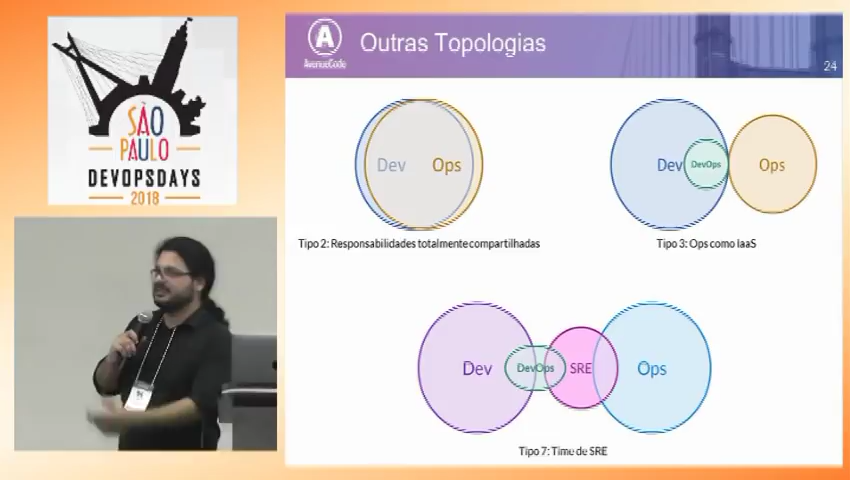 SÃO
PAULO
DEVOPSDAYS
2018
A
AvenueCode
Outras Topologias
24
Dev
Ops
Tipo 2: Responsabilidades totalmente compartilhadas
Dev
DevOps
Ops
Tipo 3: Ops como IaaS
Dev
DevOps
SRE
Ops
Tipo 7: Time de SRE